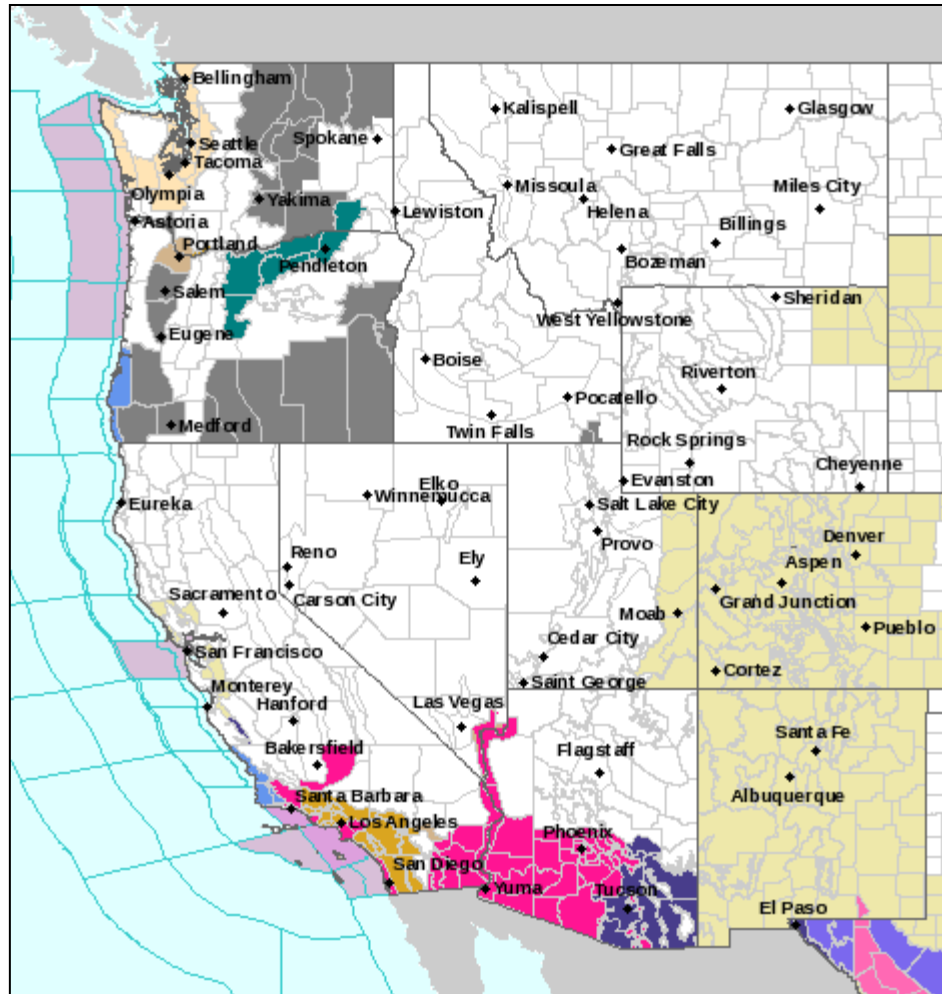 Bellingham
Kalispell
Glasgow
Seattle
Spokane
Great Falls
Tacoma
Olympia
Missoula
Miles City
Yakima
Helena
Lewiston
Astoria
Billings
Portland
Bozeman
Pendleton
Salem
Sheridan
West Yellowstone
Eugene
Boise
Riverton
Pocatello
Medford
Twin Falls
Rock Springs
Cheyenne
Elko
Evanston
Winnemucca
Eureka
Salt Lake City
Denver
Provo
Reno
Ely
Aspen
Sacramento
Carson City
Grand Junction
Moab
Pueblo
Cedar City
San Francisco
Cortez
Saint George
Monterey
Hanford
Las Vegas
Bakersfield
Flagstaff
Santa Fe
Albuquerque
Santa Barbara
Los Angeles
Phoenix
San Diego
Yuma
Tucson
El Paso